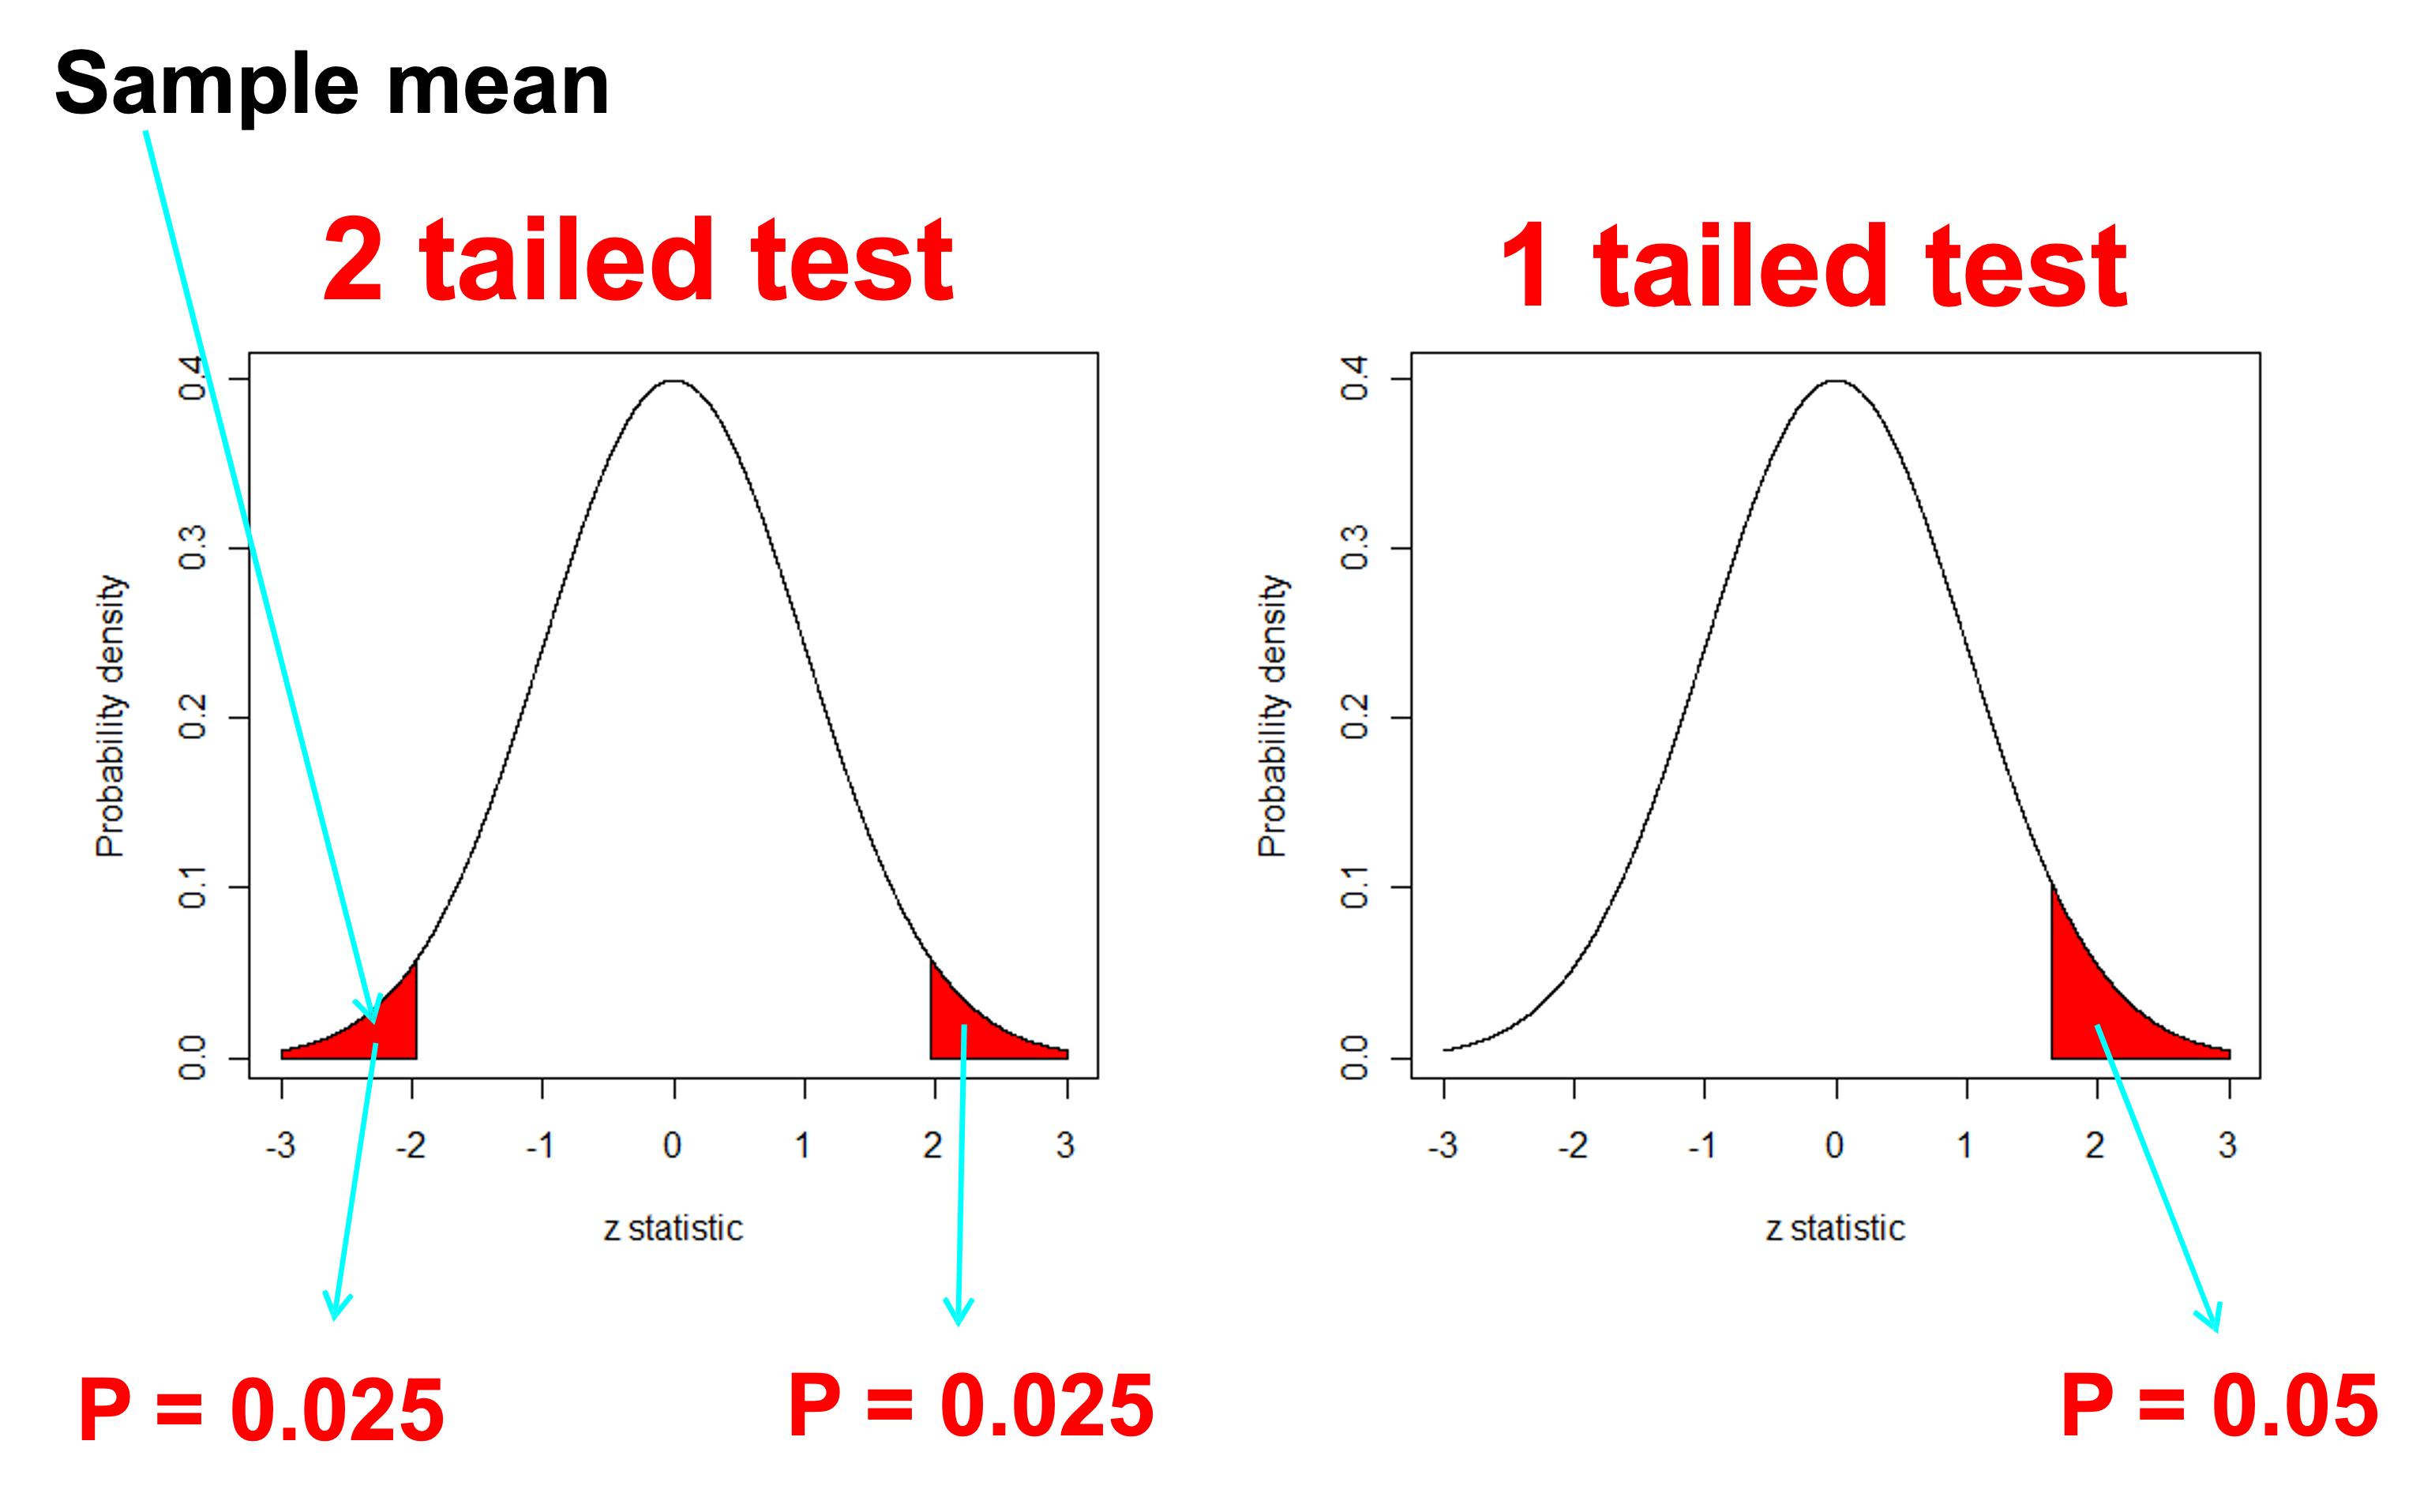 Sample mean
2 tailed test
1 tailed test
Probability density
0.0 0.1 0.2 0.3 0.4
-3 -2 -1 0 1 2 3
z statistic
Probability density
0.0 0.1 0.2 0.3 0.4
-3 -2 -1 0 1 2 3
z statistic
P = 0.025
P = 0.025
P = 0.05